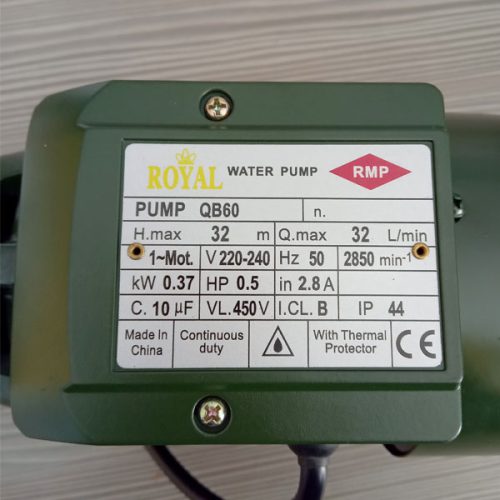 ROYAL WATER PUMP RMP
PUMP QB60 n.
H.max 32 m Q.max 32 L/min
1~Mot. V 220-240 Hz 50 2850 min⁻¹
kW 0.37 HP 0.5 in 2.8 A
C. 10 µF VL. 450 V I.CL. B IP 44
Made In China Continuous duty With Thermal Protector CE